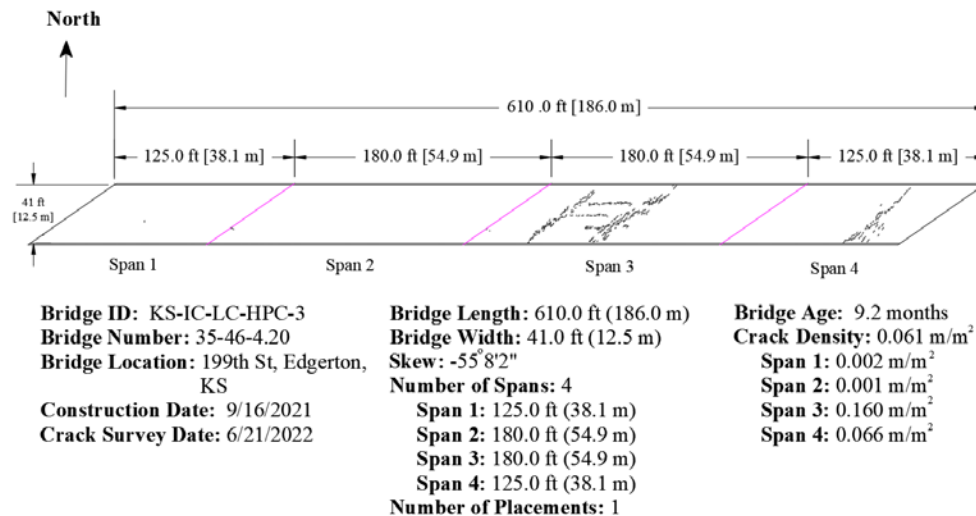 North
610 .0 ft [186.0 m]
125.0 ft [38.1 m]
180.0 ft [54.9 m]
180.0 ft [54.9 m]
125.0 ft [38.1 m]
41 ft
[12.5 m]
Span 1
Span 2
Span 3
Span 4
Bridge ID: KS-IC-LC-HPC-3
Bridge Number: 35-46-4.20
Bridge Location: 199th St, Edgerton,
KS
Construction Date: 9/16/2021
Crack Survey Date: 6/21/2022
Bridge Length: 610.0 ft (186.0 m)
Bridge Width: 41.0 ft (12.5 m)
Skew: -55°8'2"
Number of Spans: 4
Span 1: 125.0 ft (38.1 m)
Span 2: 180.0 ft (54.9 m)
Span 3: 180.0 ft (54.9 m)
Span 4: 125.0 ft (38.1 m)
Number of Placements: 1
Bridge Age: 9.2 months
Crack Density: 0.061 m/m²
Span 1: 0.002 m/m²
Span 2: 0.001 m/m²
Span 3: 0.160 m/m²
Span 4: 0.066 m/m²